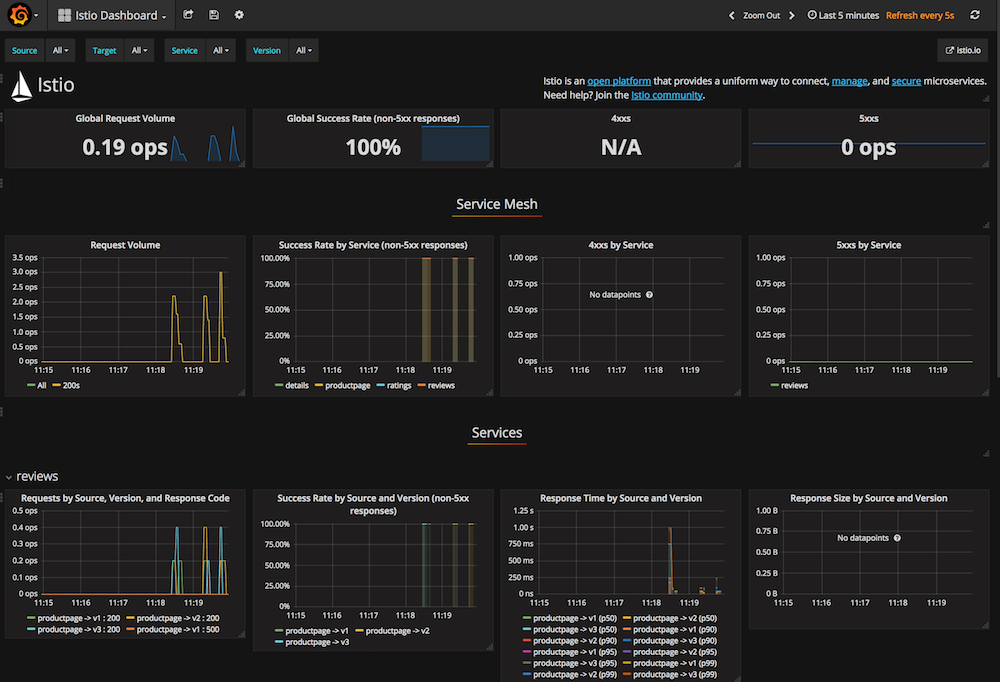 Istio Dashboard
Zoom Out
Last 5 minutes
Refresh every 5s
Source All
Target All
Service All
Version All
istio.io
Istio
Istio is an open platform that provides a uniform way to connect, manage, and secure microservices.
Need help? Join the Istio community.
Global Request Volume
0.19 ops
Global Success Rate (non-5xx responses)
100%
4xxs
N/A
5xxs
0 ops
Service Mesh
Request Volume
3.5 ops
3.0 ops
2.5 ops
2.0 ops
1.5 ops
1.0 ops
0.5 ops
0 ops
11:15 11:16 11:17 11:18 11:19
All 200s
Success Rate by Service (non-5xx responses)
100.00%
75.00%
50.00%
25.00%
0%
11:15 11:16 11:17 11:18 11:19
details productpage ratings reviews
4xxs by Service
1.00 ops
0.75 ops
0.50 ops
0.25 ops
0 ops
No datapoints
11:15 11:16 11:17 11:18 11:19
5xxs by Service
1.00 ops
0.75 ops
0.50 ops
0.25 ops
0 ops
11:15 11:16 11:17 11:18 11:19
reviews
Services
reviews
Requests by Source, Version, and Response Code
0.5 ops
0.4 ops
0.3 ops
0.2 ops
0.1 ops
0 ops
11:15 11:16 11:17 11:18 11:19
productpage -> v1 : 200 productpage -> v2 : 200
productpage -> v3 : 200 productpage -> v1 : 500
Success Rate by Source and Version (non-5xx
responses)
100.00%
75.00%
50.00%
25.00%
0%
11:15 11:16 11:17 11:18 11:19
productpage -> v1 productpage -> v2
productpage -> v3
Response Time by Source and Version
1.25 s
1.00 s
750 ms
500 ms
250 ms
0 ns
11:15 11:16 11:17 11:18 11:19
productpage -> v1 (p50) productpage -> v2 (p50)
productpage -> v3 (p50) productpage -> v1 (p90)
productpage -> v2 (p90) productpage -> v3 (p90)
productpage -> v1 (p95) productpage -> v2 (p95)
productpage -> v3 (p95) productpage -> v1 (p99)
productpage -> v2 (p99) productpage -> v3 (p99)
Response Size by Source and Version
1.00 B
0.75 B
0.50 B
0.25 B
0 B
No datapoints
11:15 11:16 11:17 11:18 11:19